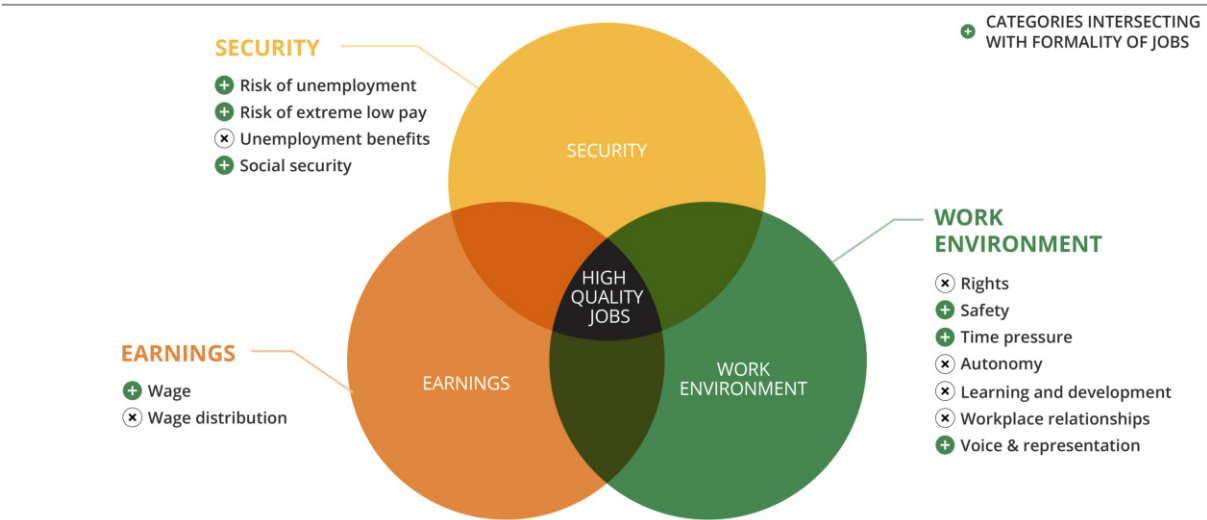 CATEGORIES INTERSECTING
WITH FORMALITY OF JOBS
SECURITY
Risk of unemployment
Risk of extreme low pay
Unemployment benefits
Social security
SECURITY
WORK
ENVIRONMENT
Rights
Safety
Time pressure
Autonomy
Learning and development
Workplace relationships
Voice & representation
HIGH
QUALITY
JOBS
EARNINGS
Wage
Wage distribution
EARNINGS
WORK
ENVIRONMENT